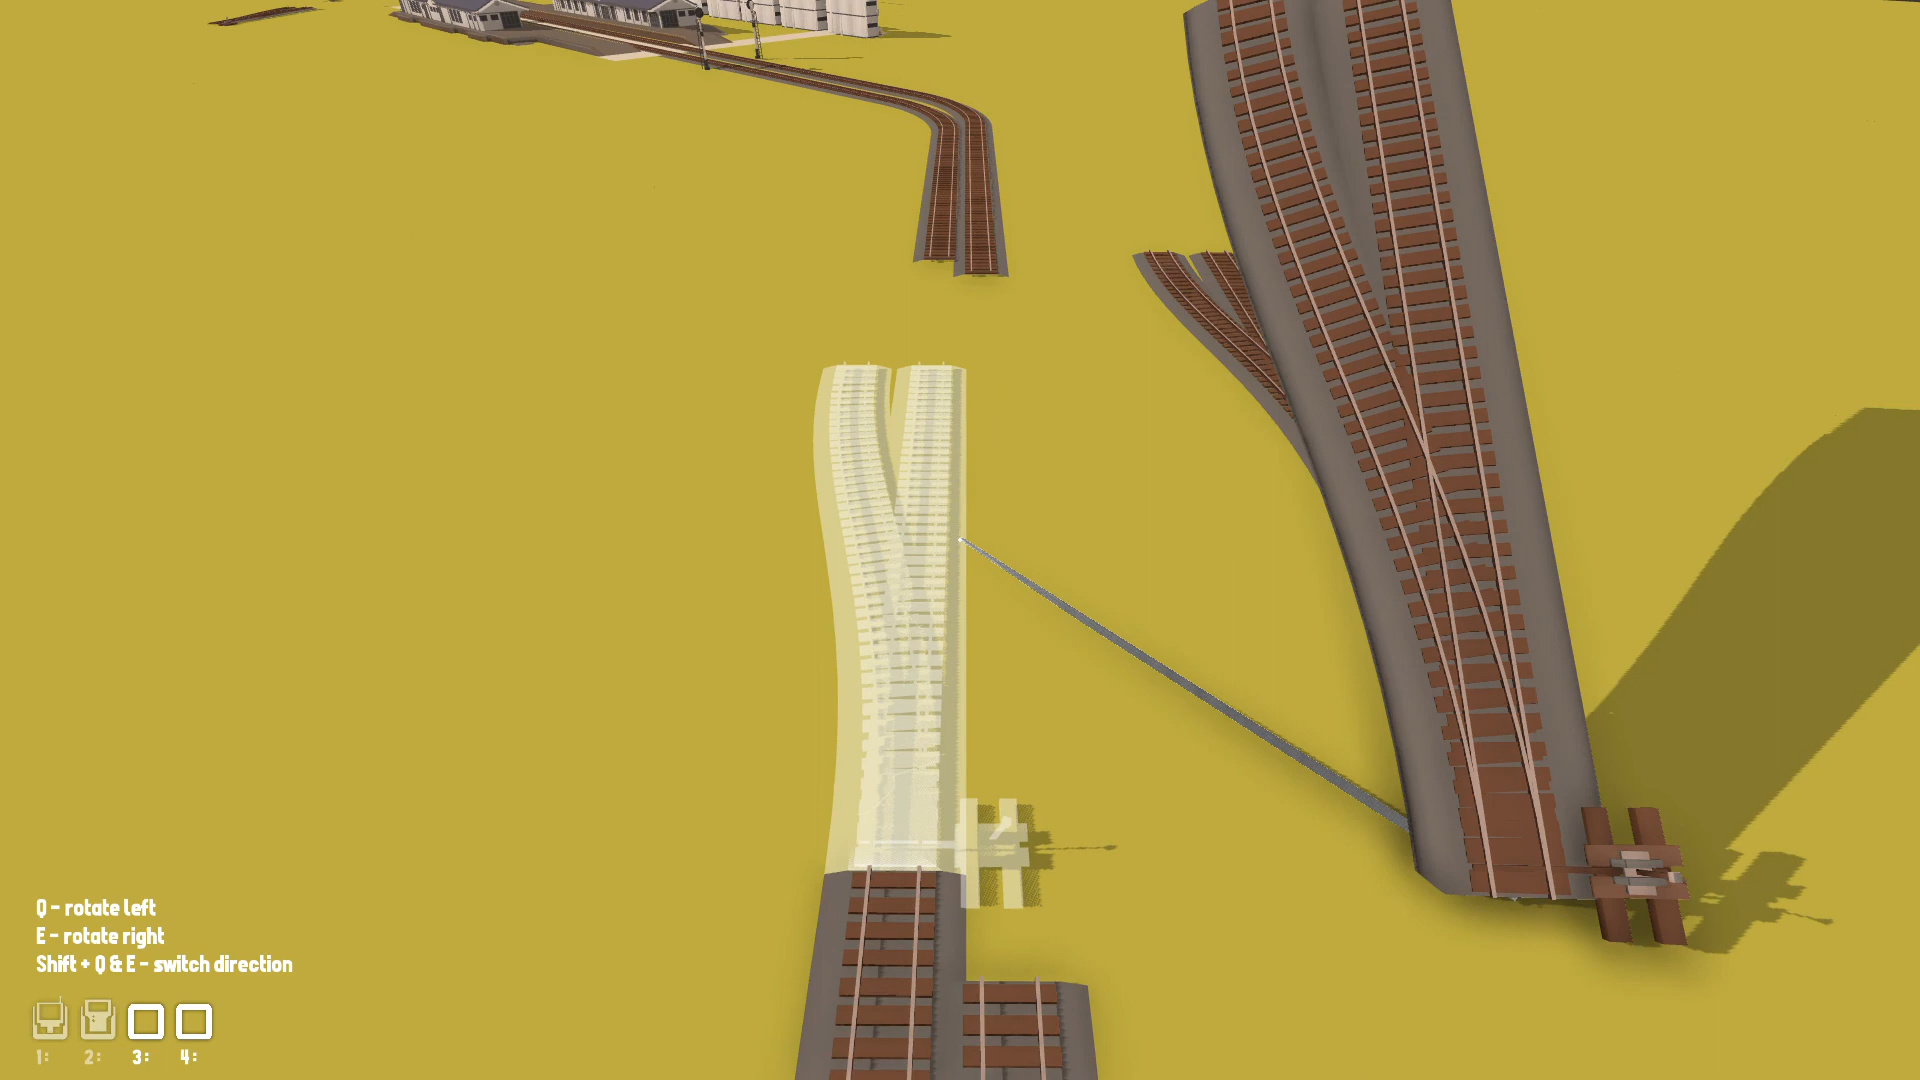 Q - rotate left
E - rotate right
Shift + Q & E - switch direction
1: 2: 3: 4: